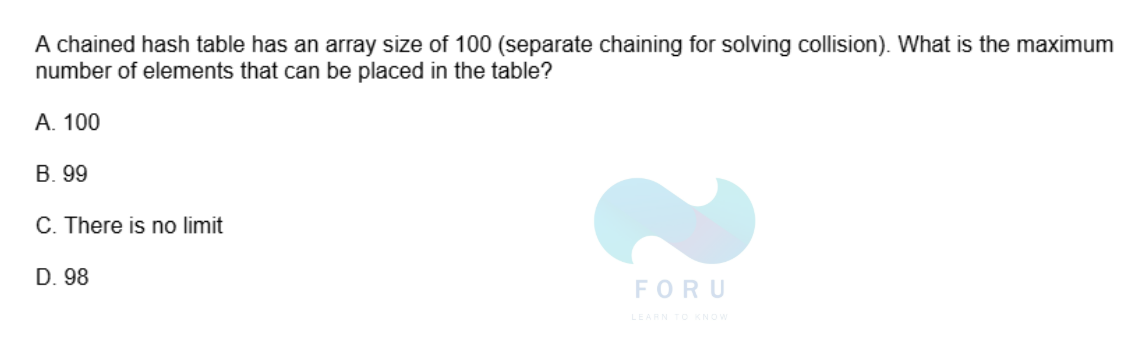 A chained hash table has an array size of 100 (separate chaining for solving collision). What is the maximum
number of elements that can be placed in the table?
A. 100
B. 99
C. There is no limit
D. 98
FORU
LEARN TO KNOW